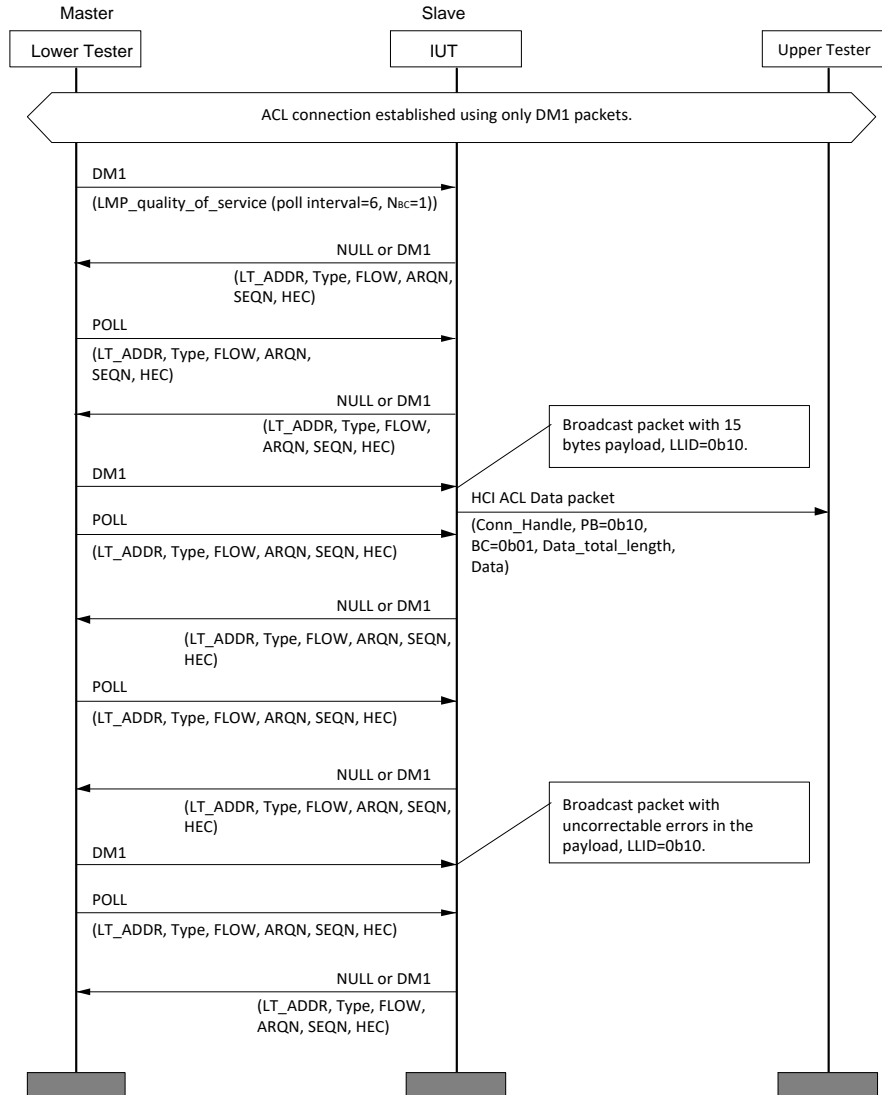 Master
Slave
Lower Tester
IUT
Upper Tester
ACL connection established using only DM1 packets.
DM1
(LMP_quality_of_service (poll interval=6, NBC=1))
NULL or DM1
(LT_ADDR, Type, FLOW, ARQN,
SEQN, HEC)
POLL
(LT_ADDR, Type, FLOW, ARQN,
SEQN, HEC)
NULL or DM1
(LT_ADDR, Type, FLOW,
ARQN, SEQN, HEC)
Broadcast packet with 15
bytes payload, LLID=0b10.
DM1
HCI ACL Data packet
(Conn_Handle, PB=0b10,
BC=0b01, Data_total_length,
Data)
POLL
(LT_ADDR, Type, FLOW, ARQN, SEQN, HEC)
NULL or DM1
(LT_ADDR, Type, FLOW, ARQN, SEQN,
HEC)
POLL
(LT_ADDR, Type, FLOW, ARQN, SEQN, HEC)
NULL or DM1
(LT_ADDR, Type, FLOW, ARQN, SEQN,
HEC)
Broadcast packet with
uncorrectable errors in the
payload, LLID=0b10.
DM1
POLL
(LT_ADDR, Type, FLOW, ARQN, SEQN, HEC)
NULL or DM1
(LT_ADDR, Type, FLOW,
ARQN, SEQN, HEC)